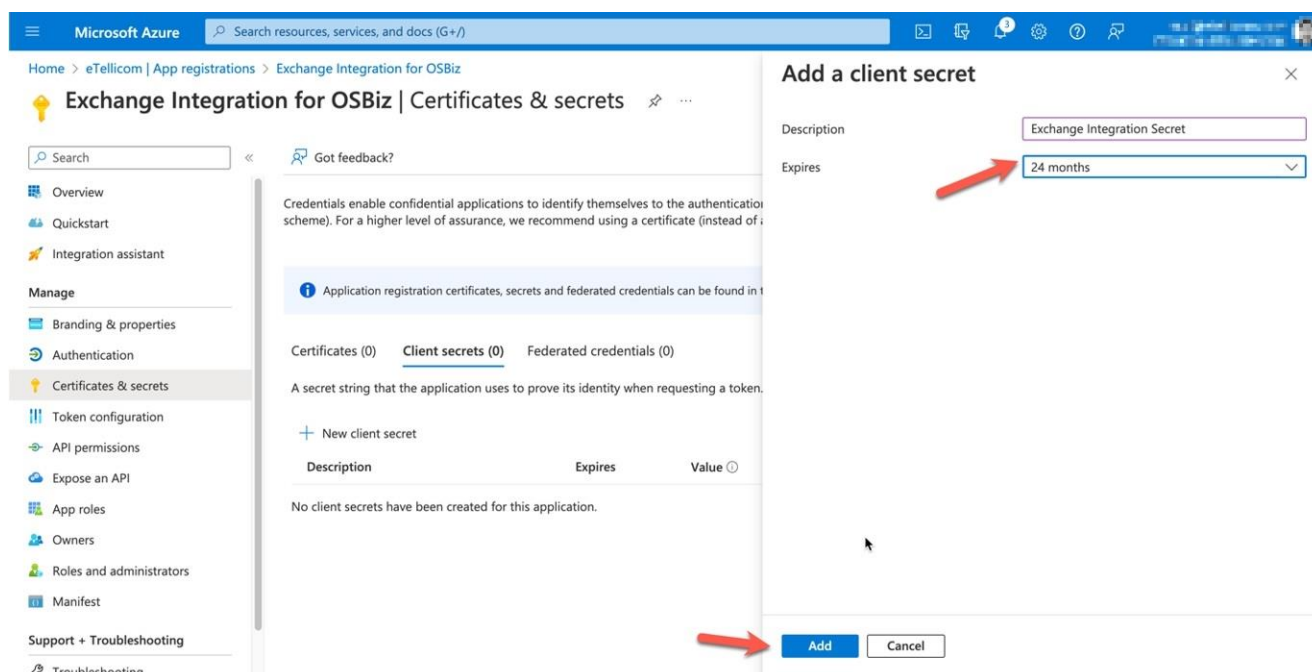 Microsoft Azure
Search resources, services, and docs (G+/)
3
Home > eTellicom | App registrations > Exchange Integration for OSBiz
Exchange Integration for OSBiz | Certificates & secrets
Search
Overview
Quickstart
Integration assistant
Manage
Branding & properties
Authentication
Certificates & secrets
Token configuration
API permissions
Expose an API
App roles
Owners
Roles and administrators
Manifest
Support + Troubleshooting
Troubleshooting
Got feedback?
Credentials enable confidential applications to identify themselves to the authentication
scheme). For a higher level of assurance, we recommend using a certificate (instead of
Application registration certificates, secrets and federated credentials can be found in
Certificates (0) Client secrets (0) Federated credentials (0)
A secret string that the application uses to prove its identity when requesting a token.
New client secret
Description Expires Value
No client secrets have been created for this application.
Add a client secret
Description Exchange Integration Secret
Expires 24 months
Add Cancel